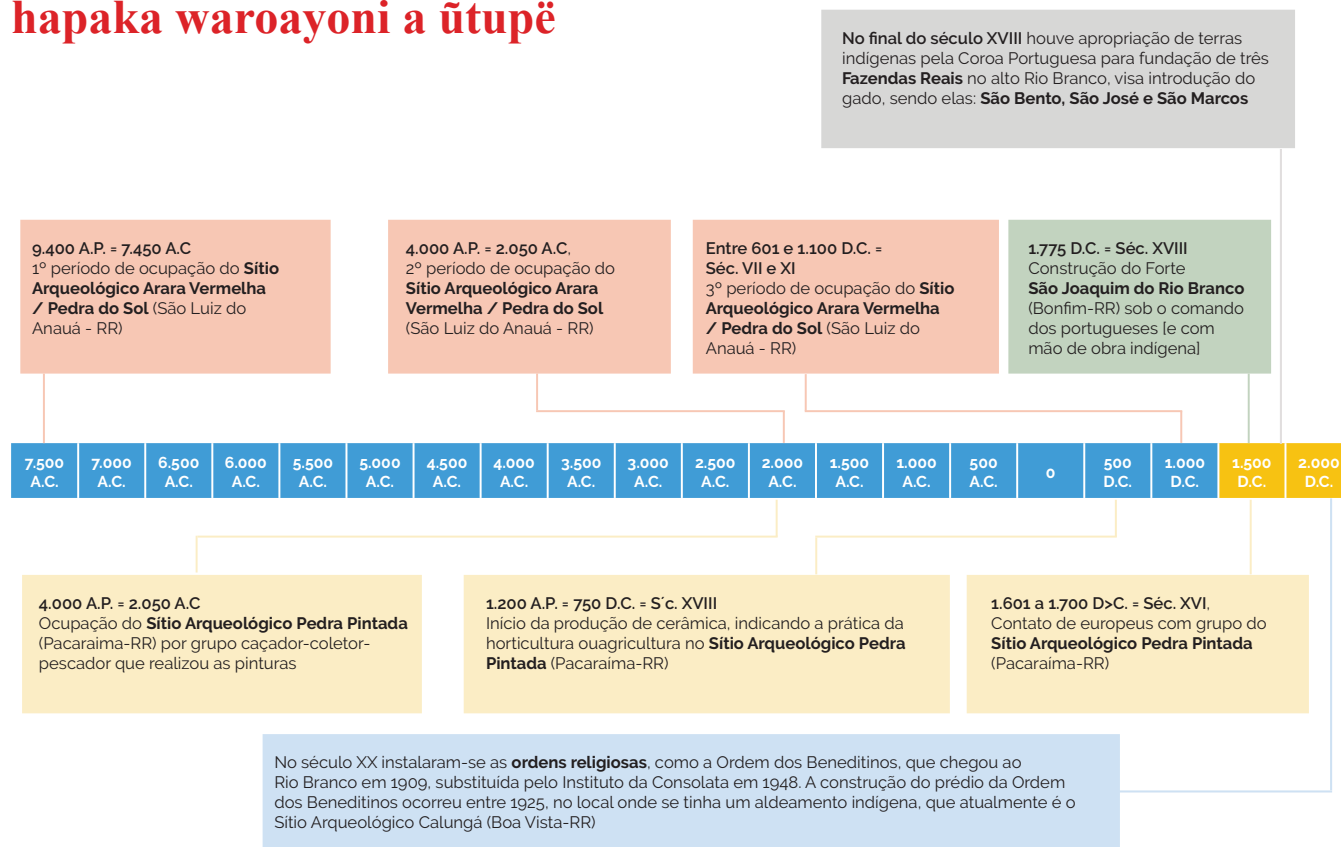 hapaka waroayoni a ũtupë
No final do século XVIII houve apropriação de terras
indígenas pela Coroa Portuguesa para fundação de três
Fazendas Reais no alto Rio Branco, visa introdução do
gado, sendo elas: São Bento, São José e São Marcos
9.400 A.P. = 7.450 A.C
1º período de ocupação do Sítio
Arqueológico Arara Vermelha
/ Pedra do Sol (São Luiz do
Anauá - RR)
4.000 A.P. = 2.050 A.C,
2º período de ocupação do
Sítio Arqueológico Arara
Vermelha / Pedra do Sol
(São Luiz do Anauá - RR)
Entre 601 e 1.100 D.C. =
Séc. VII e XI
3º período de ocupação do Sítio
Arqueológico Arara Vermelha
/ Pedra do Sol (São Luiz do
Anauá - RR)
1.775 D.C. = Séc. XVIII
Construção do Forte
São Joaquim do Rio Branco
(Bonfim-RR) sob o comando
dos portugueses [e com
mão de obra indígena]
7.500 A.C.
7.000 A.C.
6.500 A.C.
6.000 A.C.
5.500 A.C.
5.000 A.C.
4.500 A.C.
4.000 A.C.
3.500 A.C.
3.000 A.C.
2.500 A.C.
2.000 A.C.
1.500 A.C.
1.000 A.C.
500 A.C.
0
500 D.C.
1.000 D.C.
1.500 D.C.
2.000 D.C.
4.000 A.P. = 2.050 A.C
Ocupação do Sítio Arqueológico Pedra Pintada
(Pacaraima-RR) por grupo caçador-coletor-
pescador que realizou as pinturas
1.200 A.P. = 750 D.C. = S´c. XVIII
Início da produção de cerâmica, indicando a prática da
horticultura ouagricultura no Sítio Arqueológico Pedra
Pintada (Pacaraíma-RR)
1.601 a 1.700 D>C. = Séc. XVI,
Contato de europeus com grupo do
Sítio Arqueológico Pedra Pintada
(Pacaraíma-RR)
No século XX instalaram-se as ordens religiosas, como a Ordem dos Beneditinos, que chegou ao
Rio Branco em 1909, substituída pelo Instituto da Consolata em 1948. A construção do prédio da Ordem
dos Beneditinos ocorreu entre 1925, no local onde se tinha um aldeamento indígena, que atualmente é o
Sítio Arqueológico Calungá (Boa Vista-RR)